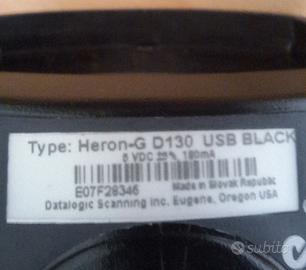 Type: Heron-G D130 USB BLACK
5 VDC 25%, 180mA
E07F28346
Made in Slovak Republic
Datalogic Scanning Inc. Eugene, Oregon USA
subito